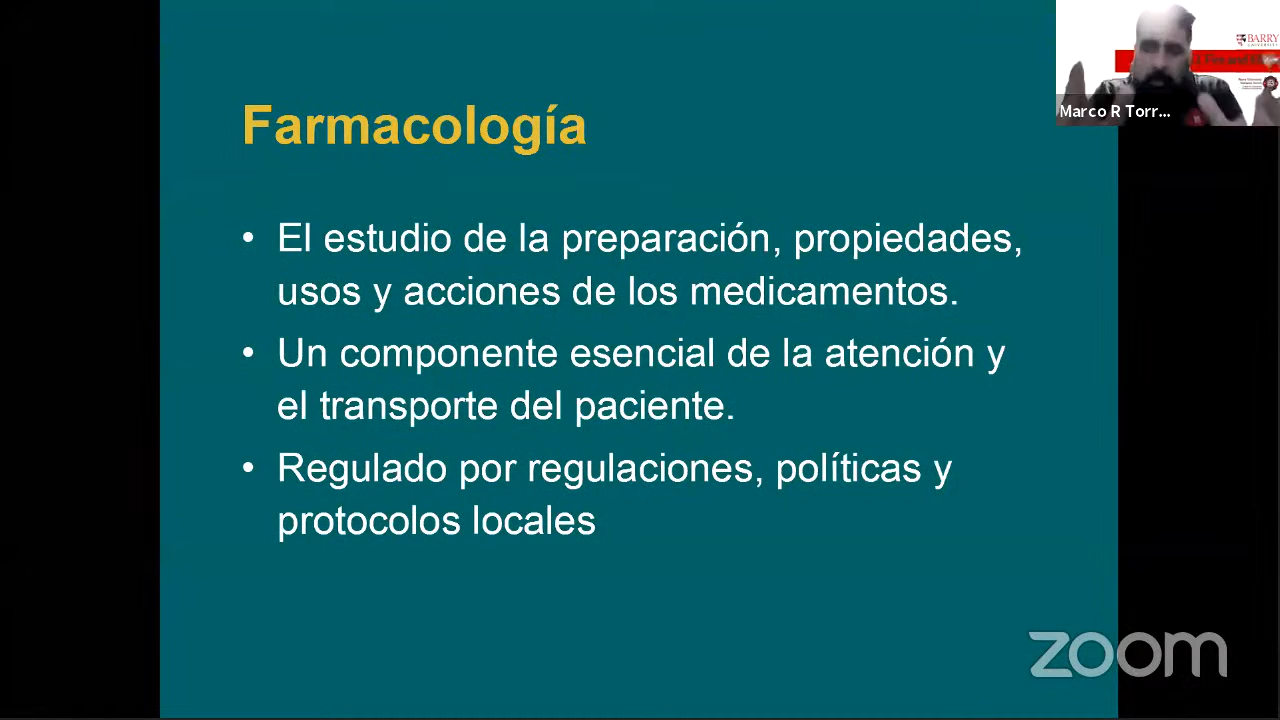 BARRY
UNIVERSITY
Marco R Torr...
Farmacología
• El estudio de la preparación, propiedades,
usos y acciones de los medicamentos.
• Un componente esencial de la atención y
el transporte del paciente.
• Regulado por regulaciones, políticas y
protocolos locales
zoom